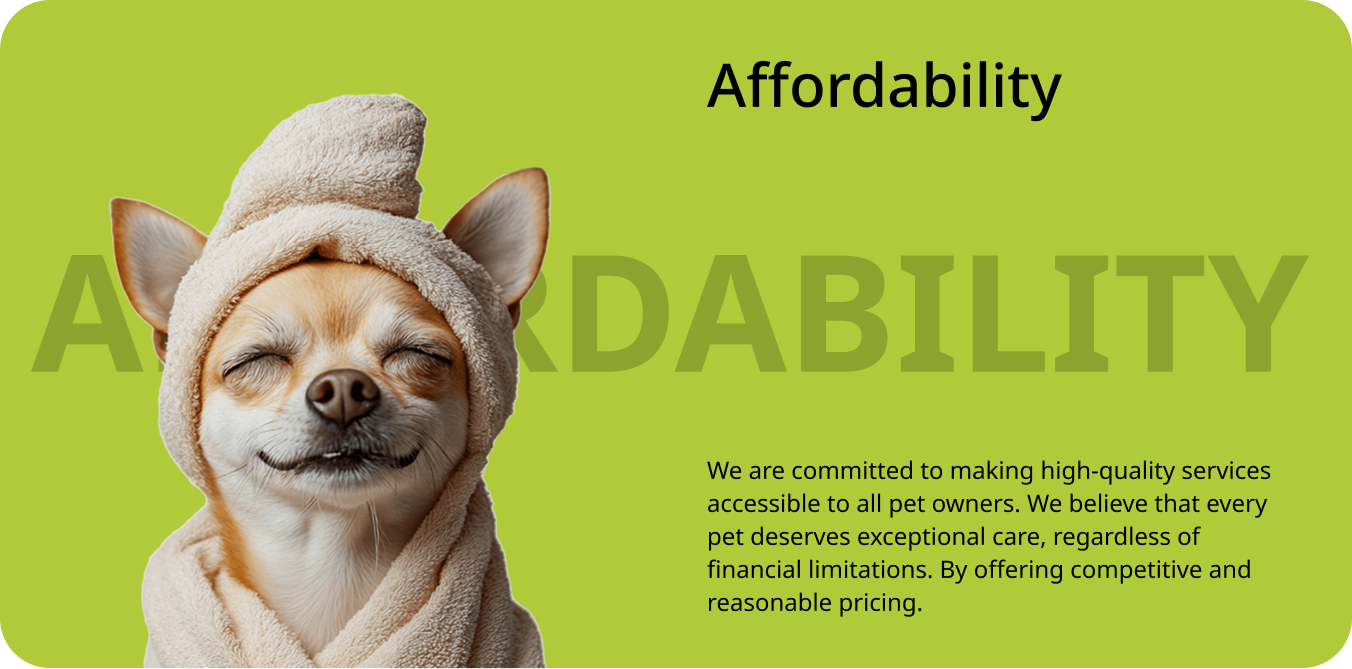 Affordability
A RDABILITY
We are committed to making high-quality services
accessible to all pet owners. We believe that every
pet deserves exceptional care, regardless of
financial limitations. By offering competitive and
reasonable pricing.